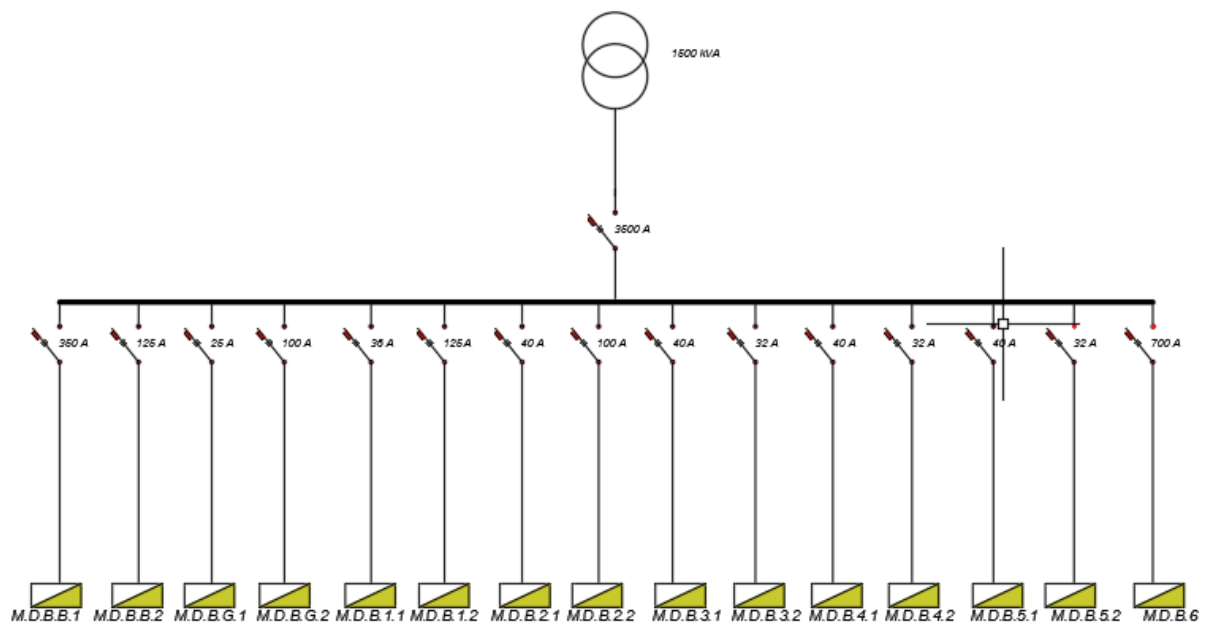 1500 kVA
3500 A
350 A
125 A
25 A
100 A
36 A
125 A
40 A
100 A
40 A
32 A
40 A
32 A
40 A
32 A
700 A
M.D.B.B.1
M.D.B.B.2
M.D.B.G.1
M.D.B.G.2
M.D.B.1.1
M.D.B.1.2
M.D.B.2.1
M.D.B.2.2
M.D.B.3.1
M.D.B.3.2
M.D.B.4.1
M.D.B.4.2
M.D.B.5.1
M.D.B.5.2
M.D.B.6